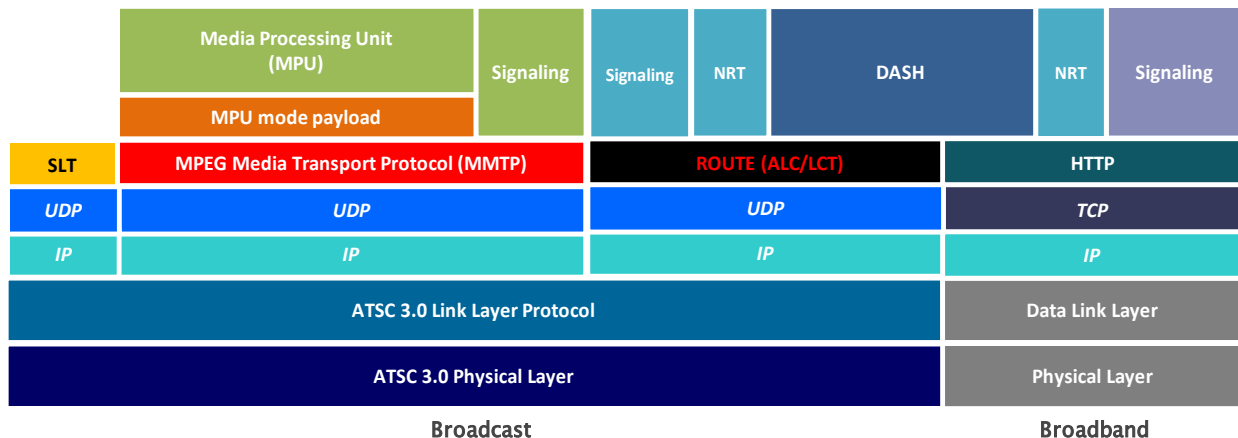 Media Processing Unit
(MPU)
Signaling
Signaling
NRT
DASH
NRT
Signaling
MPU mode payload
SLT
MPEG Media Transport Protocol (MMTP)
ROUTE (ALC/LCT)
HTTP
UDP
UDP
UDP
TCP
IP
IP
IP
IP
ATSC 3.0 Link Layer Protocol
Data Link Layer
ATSC 3.0 Physical Layer
Physical Layer
Broadcast
Broadband